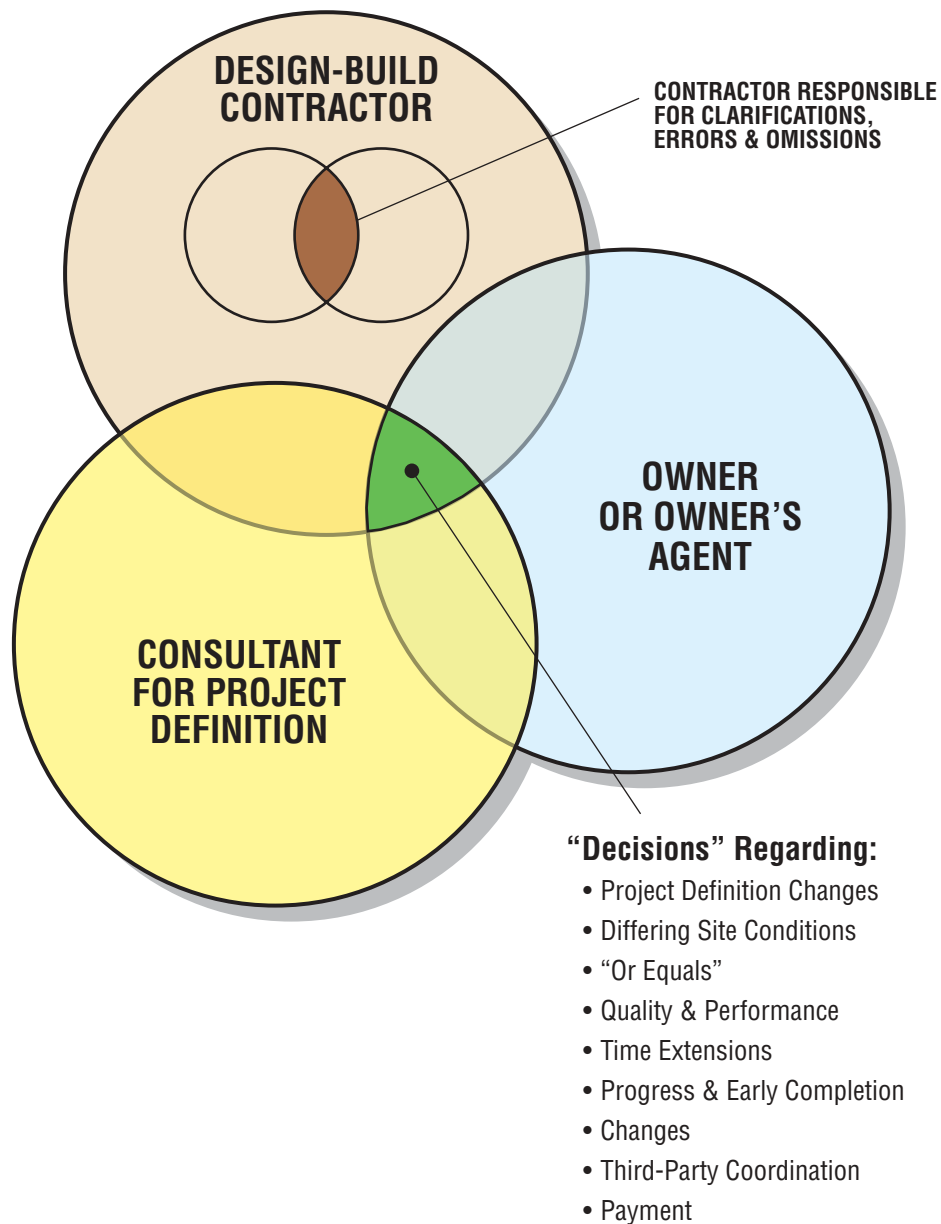 DESIGN-BUILD
CONTRACTOR
CONTRACTOR RESPONSIBLE
FOR CLARIFICATIONS,
ERRORS & OMISSIONS
OWNER
OR OWNER’S
AGENT
CONSULTANT
FOR PROJECT
DEFINITION
“Decisions” Regarding:
• Project Definition Changes
• Differing Site Conditions
• “Or Equals”
• Quality & Performance
• Time Extensions
• Progress & Early Completion
• Changes
• Third-Party Coordination
• Payment